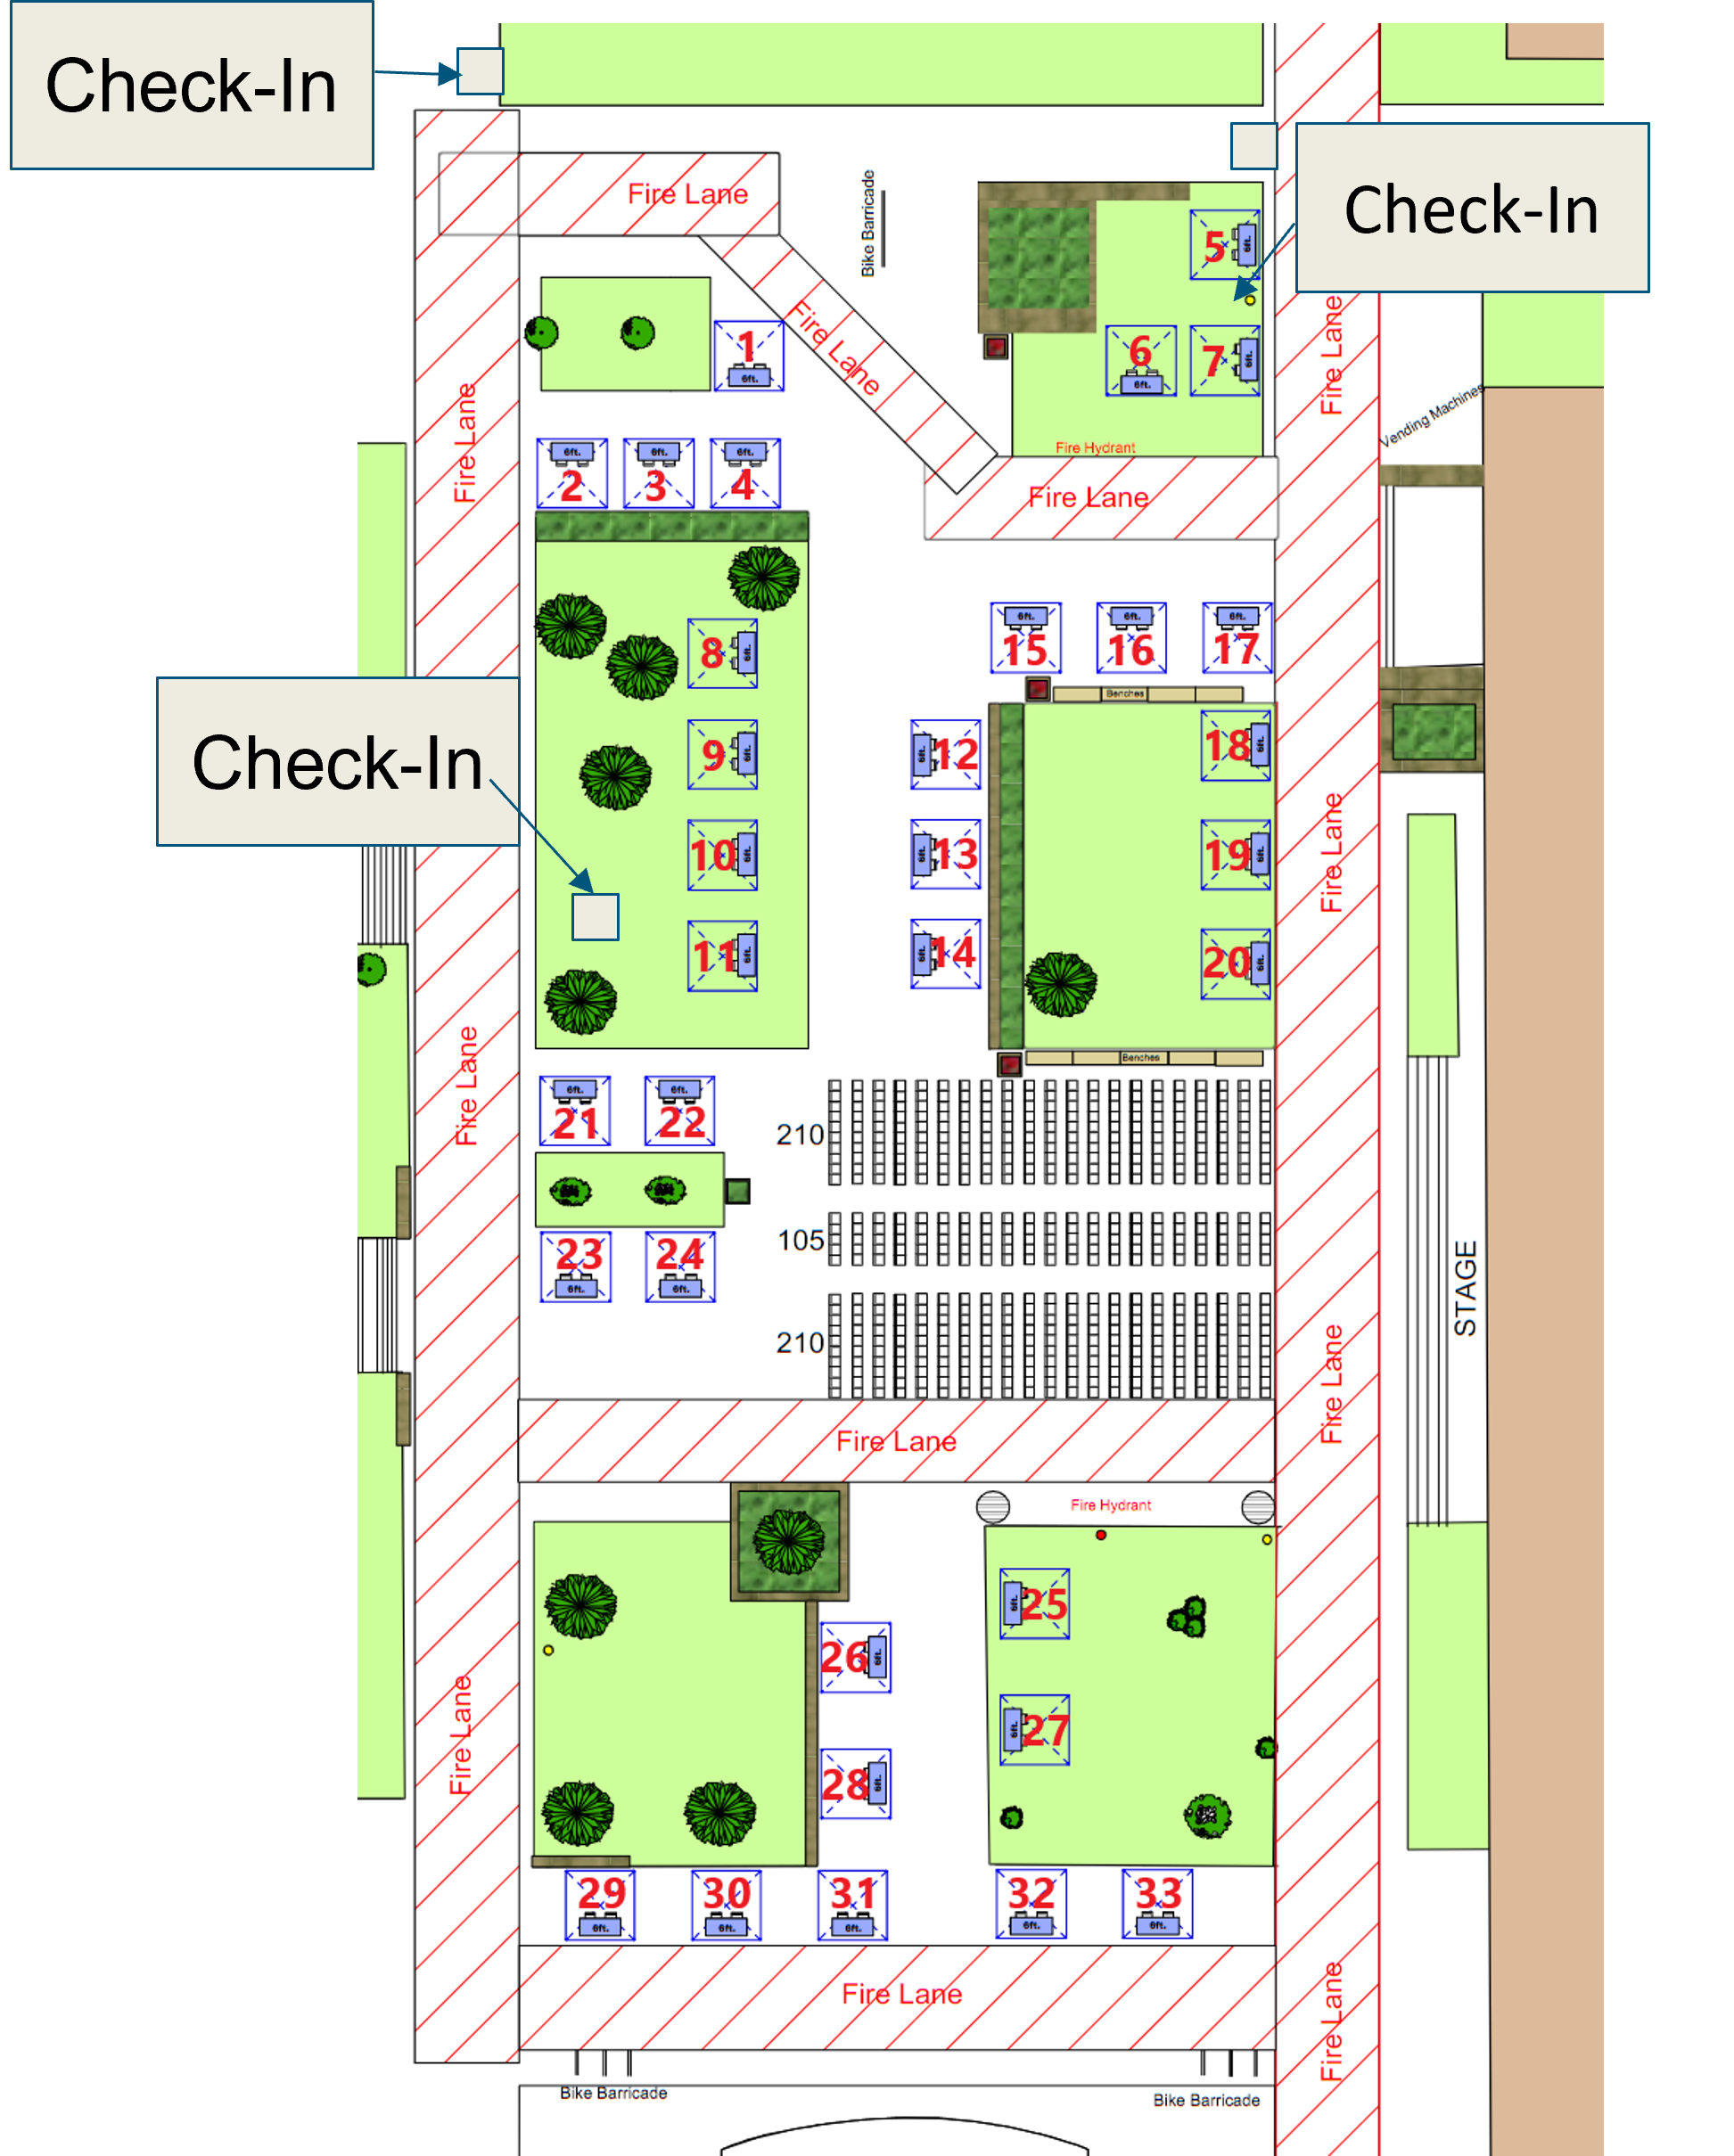 Check-In
Check-In
Fire Lane
Bike Barricade
5
6ft.
Fire Lane
Fire Lane
1
6ft.
6
6ft.
7
6ft.
Vending Machines
Fire Lane
Fire Hydrant
6ft.
2
6ft.
3
6ft.
4
Fire Lane
6ft.
15
6ft.
16
6ft.
17
8
6ft.
Benches
Check-In
9
6ft.
6ft.
12
18
6ft.
10
6ft.
6ft.
13
19
6ft.
Fire Lane
11
6ft.
6ft.
14
20
6ft.
Benches
Fire Lane
6ft.
21
6ft.
22
210
105
23
6ft.
24
6ft.
STAGE
210
Fire Lane
Fire Lane
Fire Hydrant
6ft.
25
26
6ft.
6ft.
27
Fire Lane
28
6ft.
29
6ft.
30
6ft.
31
6ft.
32
6ft.
33
6ft.
Fire Lane
Fire Lane
Bike Barricade
Bike Barricade